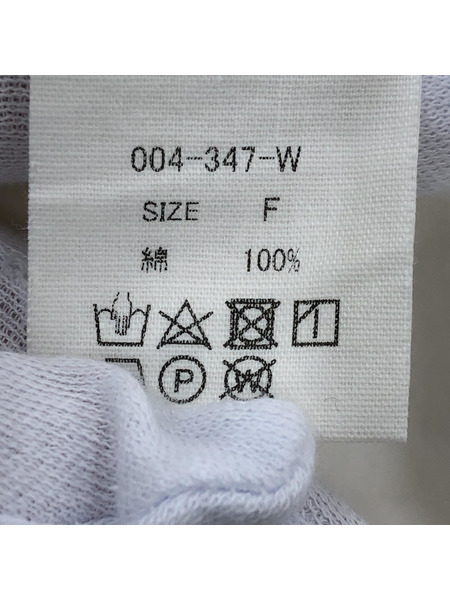 004-347-W
SIZE F
綿 100%
P
W